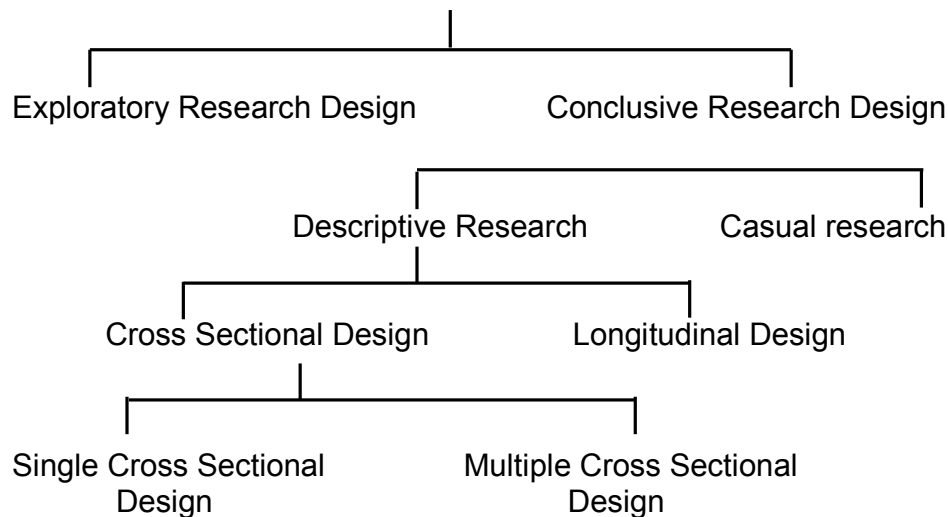 Exploratory Research Design
Conclusive Research Design
Descriptive Research
Casual research
Cross Sectional Design
Longitudinal Design
Single Cross Sectional
Design
Multiple Cross Sectional
Design